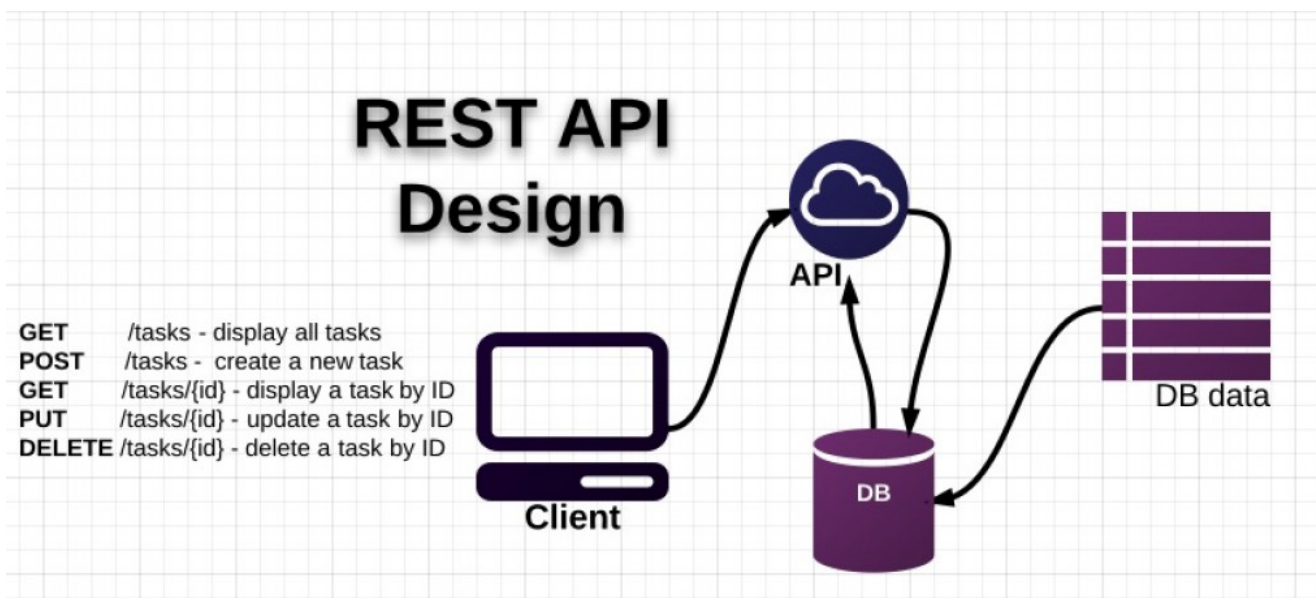 REST API
Design
API
GET /tasks - display all tasks
POST /tasks - create a new task
GET /tasks/{id} - display a task by ID
PUT /tasks/{id} - update a task by ID
DELETE /tasks/{id} - delete a task by ID
Client
DB
DB data